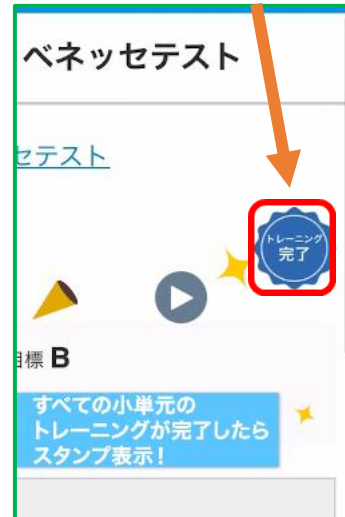 ベネッセテスト
セテスト
トレーニング
完了
目標 B
すべての小単元の
トレーニングが完了したら
スタンプ表示！